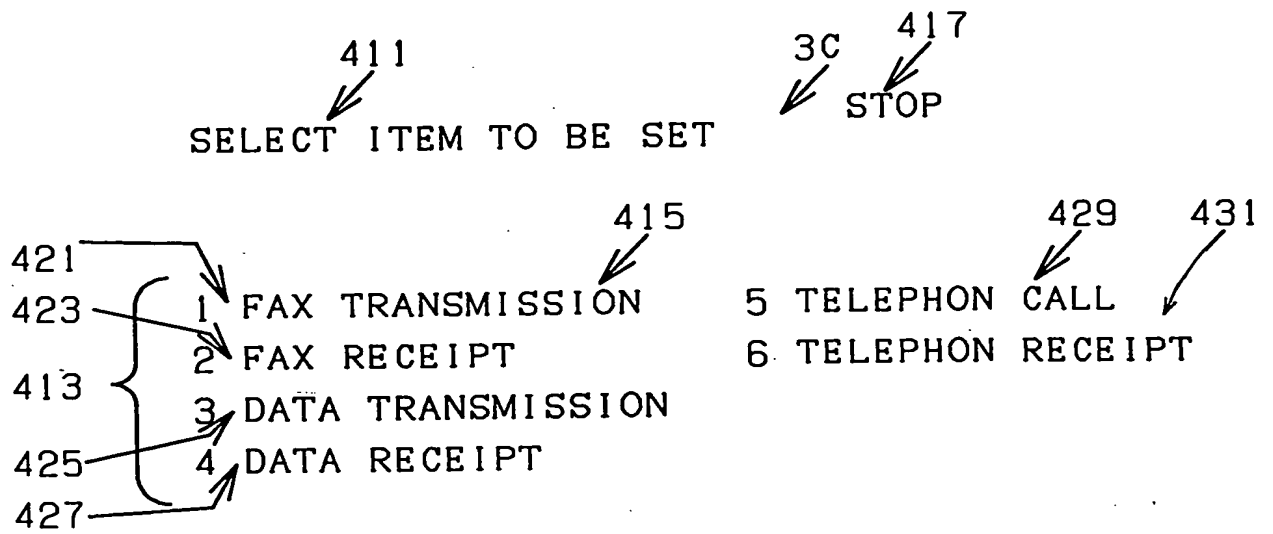 411
3C
417
SELECT ITEM TO BE SET
STOP
415
429
431
421
1 FAX TRANSMISSION
5 TELEPHON CALL
423
2 FAX RECEIPT
6 TELEPHON RECEIPT
413
3 DATA TRANSMISSION
425
4 DATA RECEIPT
427